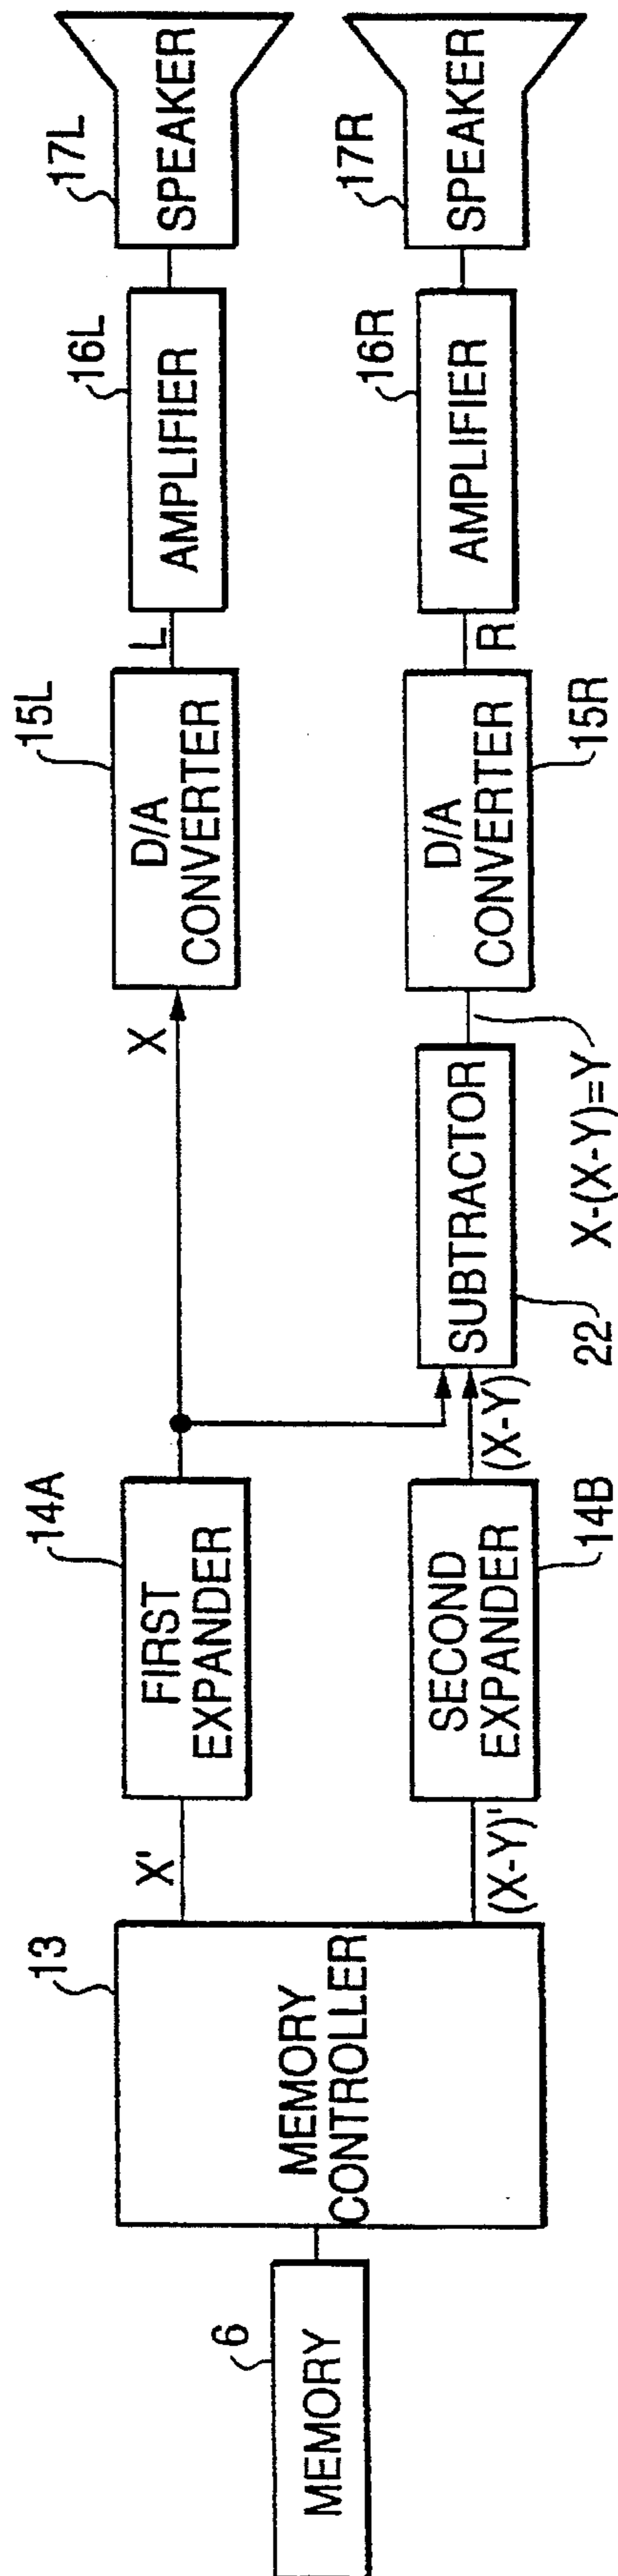 6
MEMORY
13
MEMORY
CONTROLLER
X'
(X-Y)'
14A
FIRST
EXPANDER
SECOND
EXPANDER
14B
(X-Y)
X
SUBTRACTOR
22
X-(X-Y)=Y
15L
D/A
CONVERTER
D/A
CONVERTER
15R
L
R
16L
AMPLIFIER
16R
AMPLIFIER
17L
SPEAKER
17R
SPEAKER